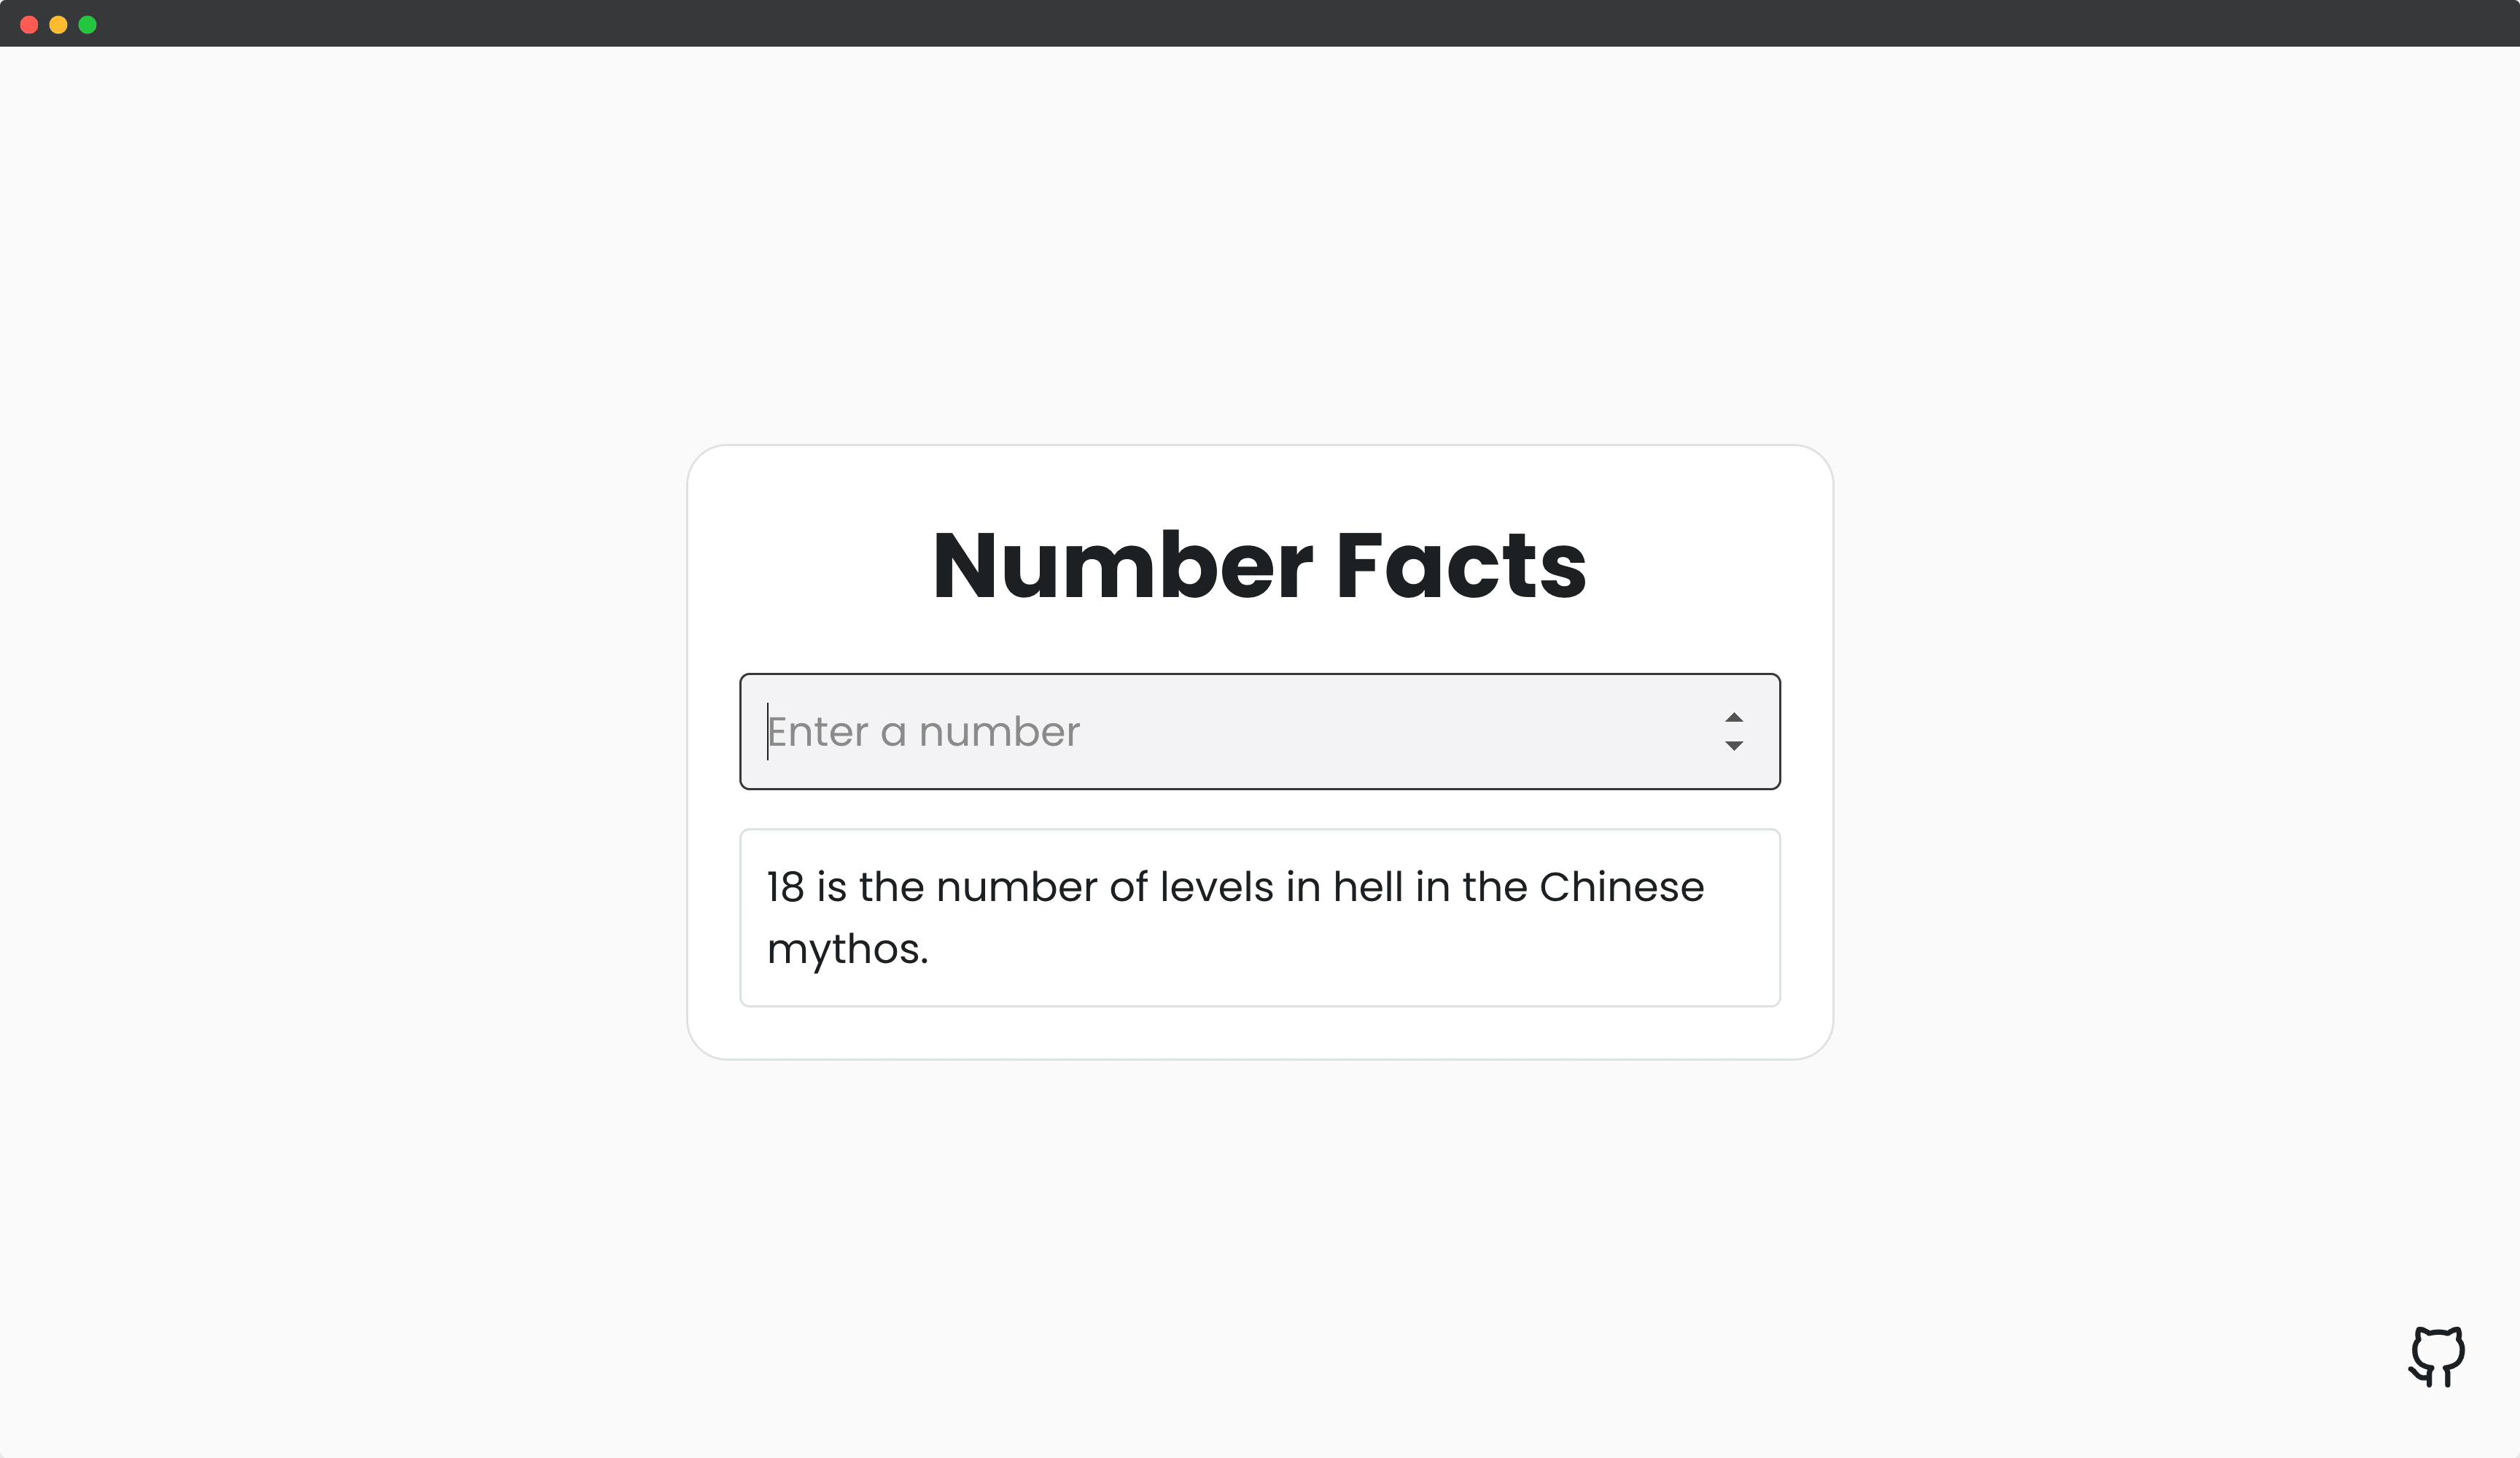 Number Facts
Enter a number
18 is the number of levels in hell in the Chinese
mythos.